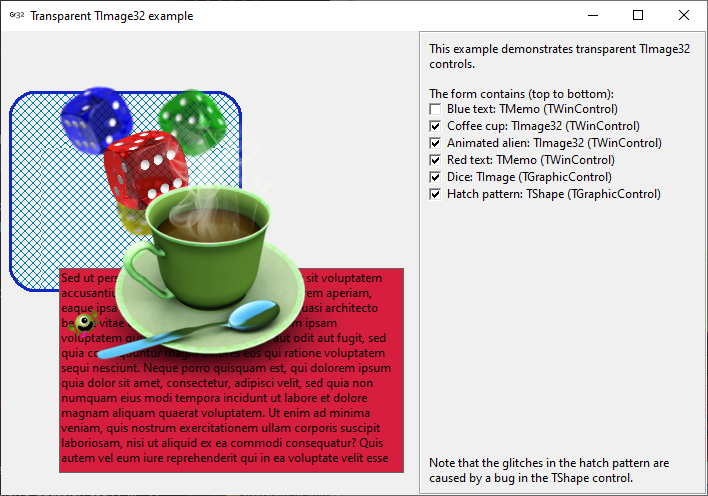 Gr32 Transparent TImage32 example
This example demonstrates transparent TImage32
controls.
The form contains (top to bottom):
Blue text: TMemo (TWinControl)
Coffee cup: TImage32 (TWinControl)
Animated alien: TImage32 (TWinControl)
Red text: TMemo (TWinControl)
Dice: TImage (TGraphicControl)
Hatch pattern: TShape (TGraphicControl)
Sed ut sit voluptatem
accusantiu rem aperiam,
eaque ipsa quasi architecto
vitae ipsam
voluptatem aut odit aut fugit, sed
quia magni eos qui ratione voluptatem
sequi nesciunt. Neque porro quisquam est, qui dolorem ipsum
quia dolor sit amet, consectetur, adipisci velit, sed quia non
numquam eius modi tempora incidunt ut labore et dolore
magnam aliquam quaerat voluptatem. Ut enim ad minima
veniam, quis nostrum exercitationem ullam corporis suscipit
laboriosam, nisi ut aliquid ex ea commodi consequatur? Quis
autem vel eum iure reprehenderit qui in ea voluptate velit esse
Note that the glitches in the hatch pattern are
caused by a bug in the TShape control.